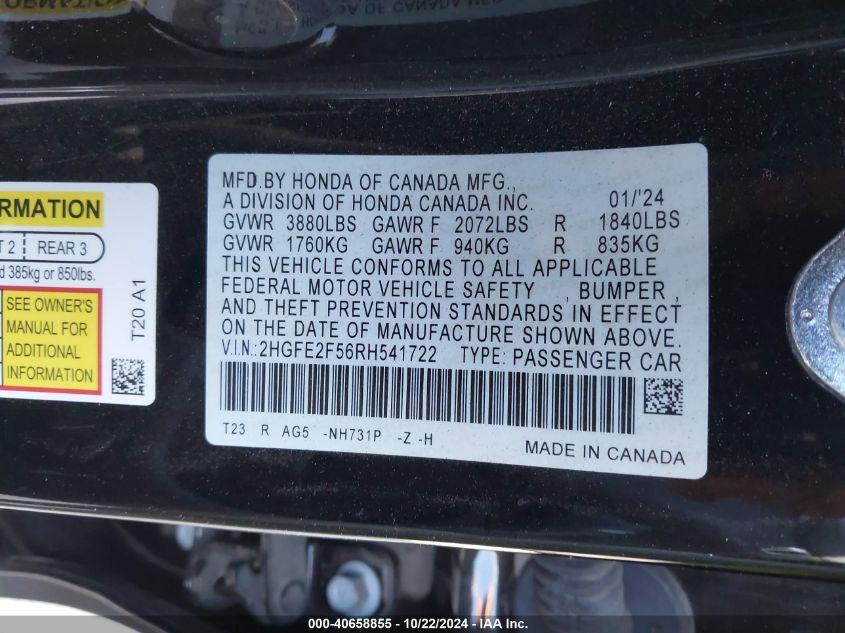 MFD.BY HONDA OF CANADA MFG.,
A DIVISION OF HONDA CANADA INC. 01/'24
GVWR 3880LBS GAWR F 2072LBS R 1840LBS
GVWR 1760KG GAWR F 940KG R 835KG
THIS VEHICLE CONFORMS TO ALL APPLICABLE
FEDERAL MOTOR VEHICLE SAFETY , BUMPER ,
AND THEFT PREVENTION STANDARDS IN EFFECT
ON THE DATE OF MANUFACTURE SHOWN ABOVE.
V.I.N.:2HGFE2F56RH541722 TYPE: PASSENGER CAR
T23 R AG5 -NH731P -Z -H
MADE IN CANADA
RMATION
T 2 REAR 3
d 385kg or 850lbs.
SEE OWNER'S
MANUAL FOR
ADDITIONAL
INFORMATION
T20 A1
000-40658855 - 10/22/2024 - IAA Inc.